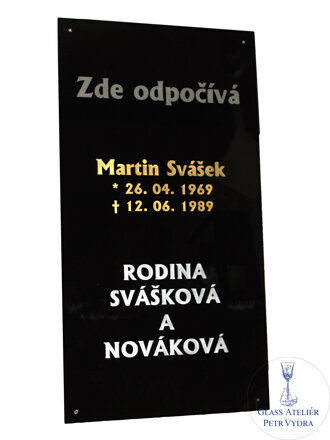 Zde odpočívá
Martin Svášek
* 26. 04. 1969
† 12. 06. 1989
RODINA
SVÁŠKOVÁ
A
NOVÁKOVÁ
GLASS ATELIÉR
PETR VYDRA